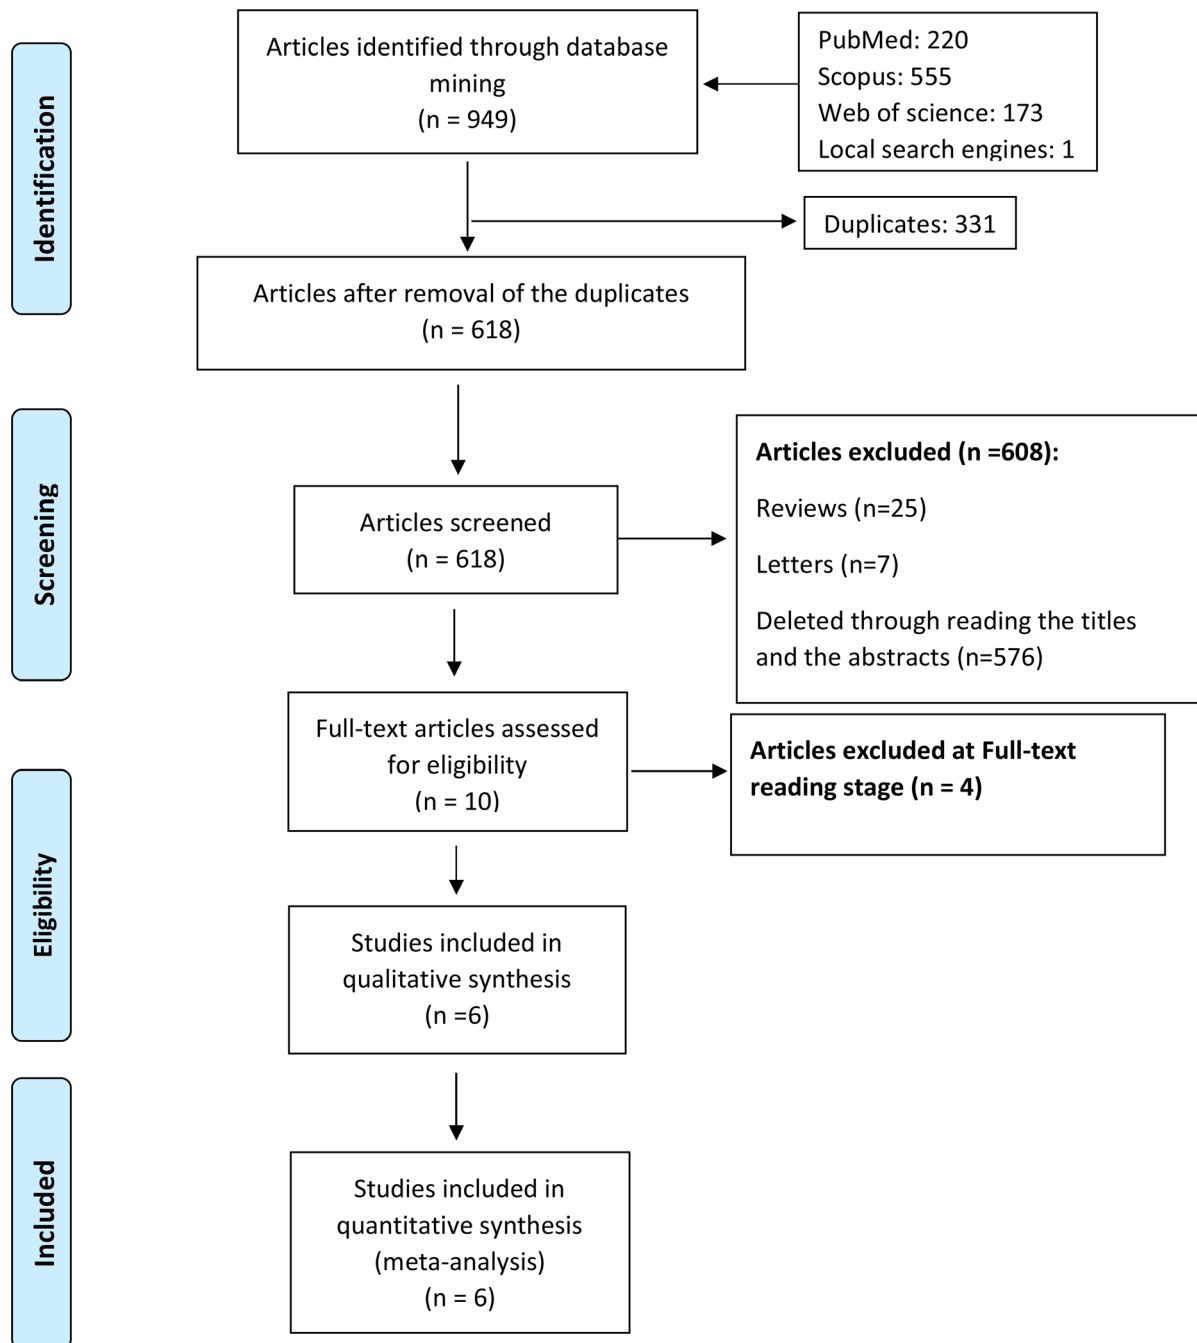 Identification
Articles identified through database
mining
(n = 949)
PubMed: 220
Scopus: 555
Web of science: 173
Local search engines: 1
Duplicates: 331
Articles after removal of the duplicates
(n = 618)
Screening
Articles screened
(n = 618)
Articles excluded (n =608):
Reviews (n=25)
Letters (n=7)
Deleted through reading the titles
and the abstracts (n=576)
Eligibility
Full-text articles assessed
for eligibility
(n = 10)
Articles excluded at Full-text
reading stage (n = 4)
Studies included in
qualitative synthesis
(n =6)
Included
Studies included in
quantitative synthesis
(meta-analysis)
(n = 6)